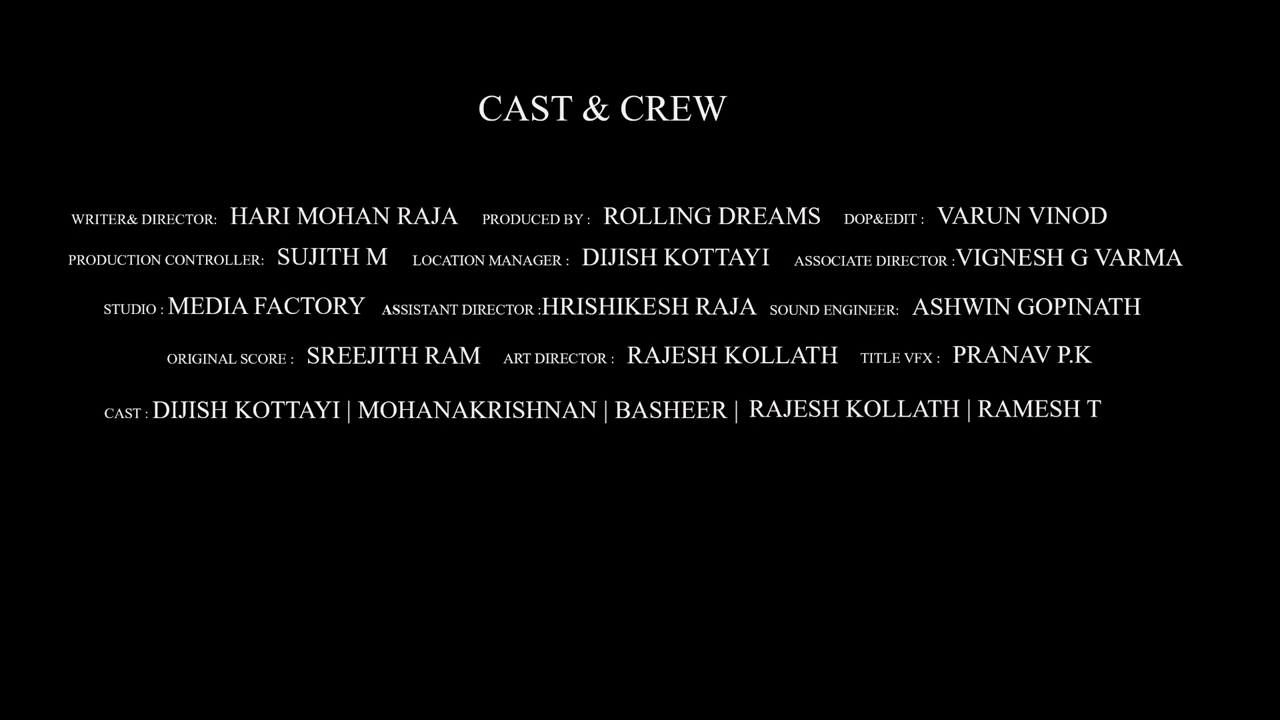 CAST & CREW
WRITER& DIRECTOR: HARI MOHAN RAJA PRODUCED BY : ROLLING DREAMS DOP&EDIT : VARUN VINOD
PRODUCTION CONTROLLER: SUJITH M LOCATION MANAGER : DIJISH KOTTAYI ASSOCIATE DIRECTOR :VIGNESH G VARMA
STUDIO : MEDIA FACTORY ASSISTANT DIRECTOR :HRISHIKESH RAJA SOUND ENGINEER: ASHWIN GOPINATH
ORIGINAL SCORE : SREEJITH RAM ART DIRECTOR : RAJESH KOLLATH TITLE VFX : PRANAV P.K
CAST : DIJISH KOTTAYI | MOHANAKRISHNAN | BASHEER | RAJESH KOLLATH | RAMESH T